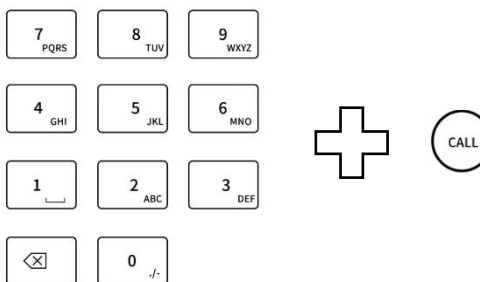 7 PQRS 8 TUV 9 WXYZ
4 GHI 5 JKL 6 MNO
CALL
1 2 ABC 3 DEF
0 ./-